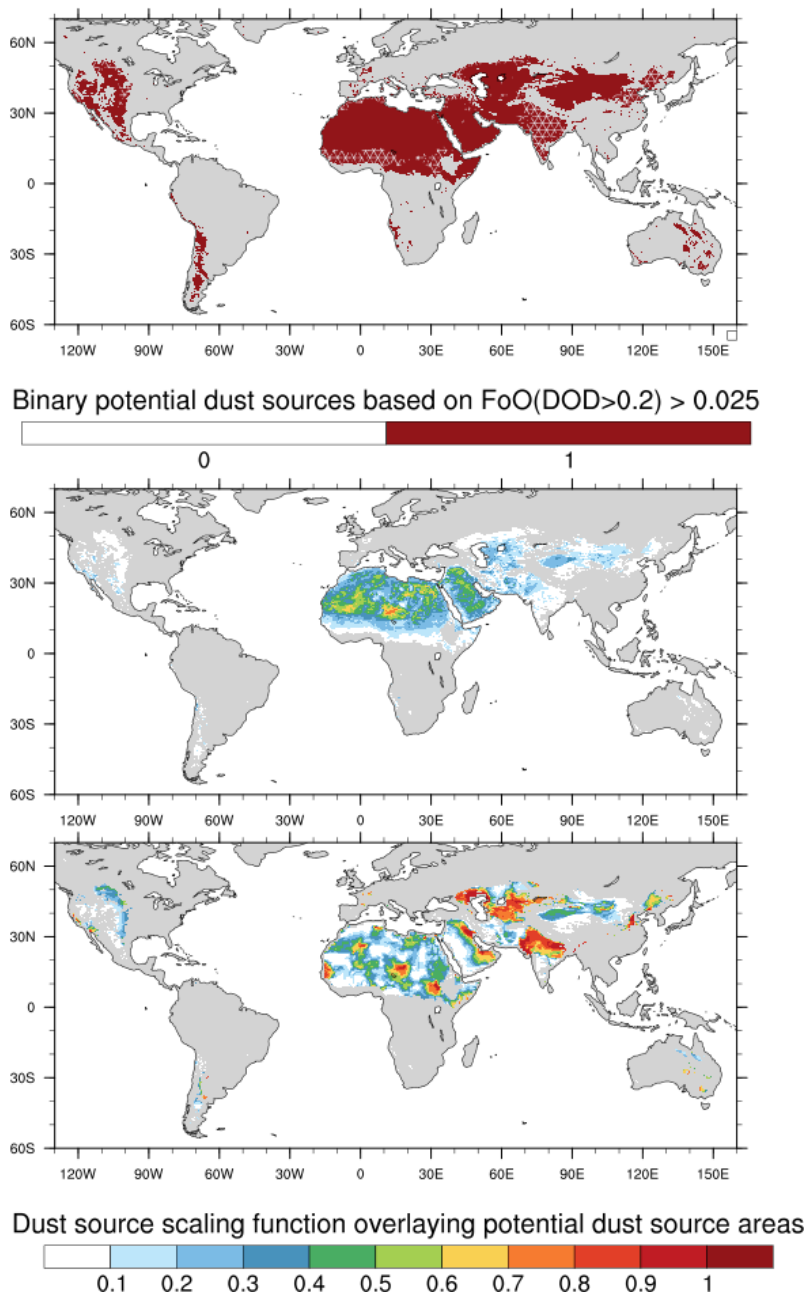 60N
30N
0
30S
60S
120W 90W 60W 30W 0 30E 60E 90E 120E 150E
Binary potential dust sources based on FoO(DOD>0.2) > 0.025
0 1
60N
30N
0
30S
60S
120W 90W 60W 30W 0 30E 60E 90E 120E 150E
60N
30N
0
30S
60S
120W 90W 60W 30W 0 30E 60E 90E 120E 150E
Dust source scaling function overlaying potential dust source areas
0.1 0.2 0.3 0.4 0.5 0.6 0.7 0.8 0.9 1